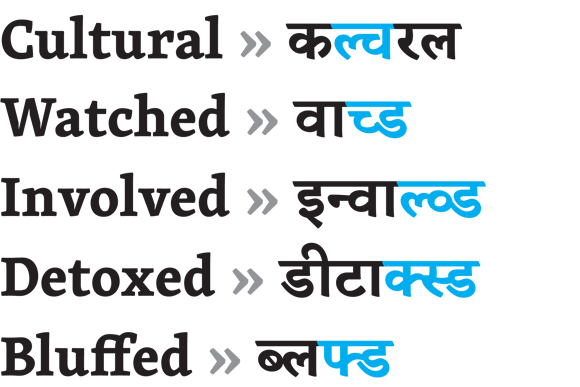 Cultural » कल्चरल
Watched » वाच्ड
Involved » इन्वाल्व्ड
Detoxed » डीटाक्स्ड
Bluffed » ब्लफ्ड